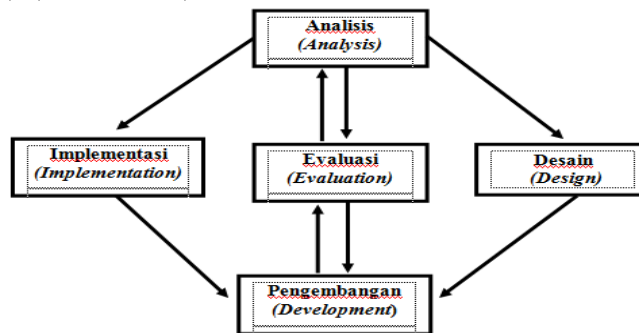 Analisis
(Analysis)
Implementasi
(Implementation)
Evaluasi
(Evaluation)
Desain
(Design)
Pengembangan
(Development)